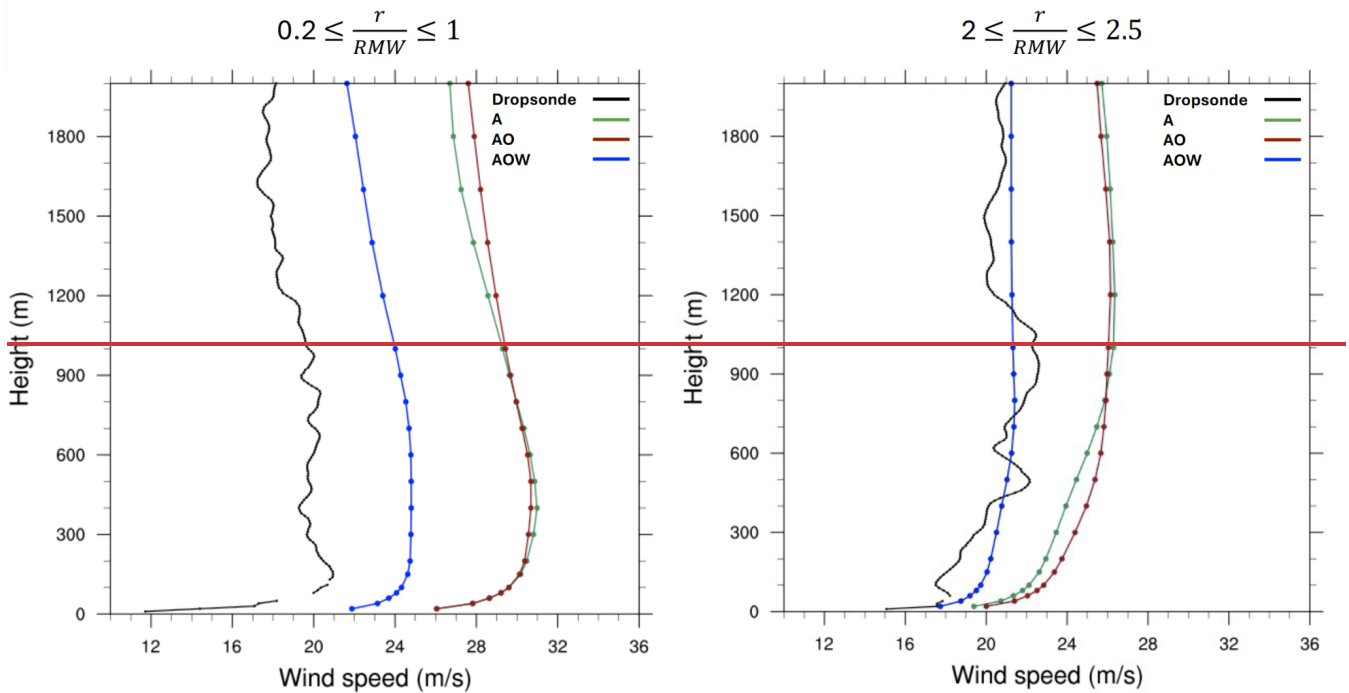 0.2 ≤ r/RMW ≤ 1
Dropsonde
A
AO
AOW
1800
1500
1200
900
600
300
0
12 16 20 24 28 32 36
Height (m)
Wind speed (m/s)
2 ≤ r/RMW ≤ 2.5
Dropsonde
A
AO
AOW
1800
1500
1200
900
600
300
0
12 16 20 24 28 32 36
Height (m)
Wind speed (m/s)